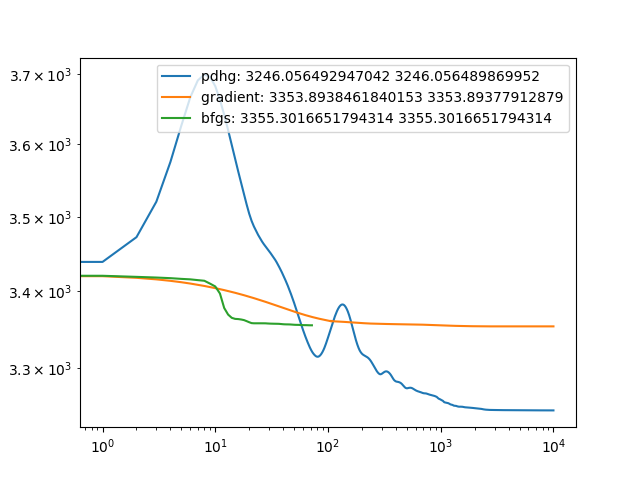 3.7 × 10³
3.6 × 10³
3.5 × 10³
3.4 × 10³
3.3 × 10³
pdhg: 3246.056492947042 3246.056489869952
gradient: 3353.8938461840153 3353.89377912879
bfgs: 3355.3016651794314 3355.3016651794314
10⁰ 10¹ 10² 10³ 10⁴